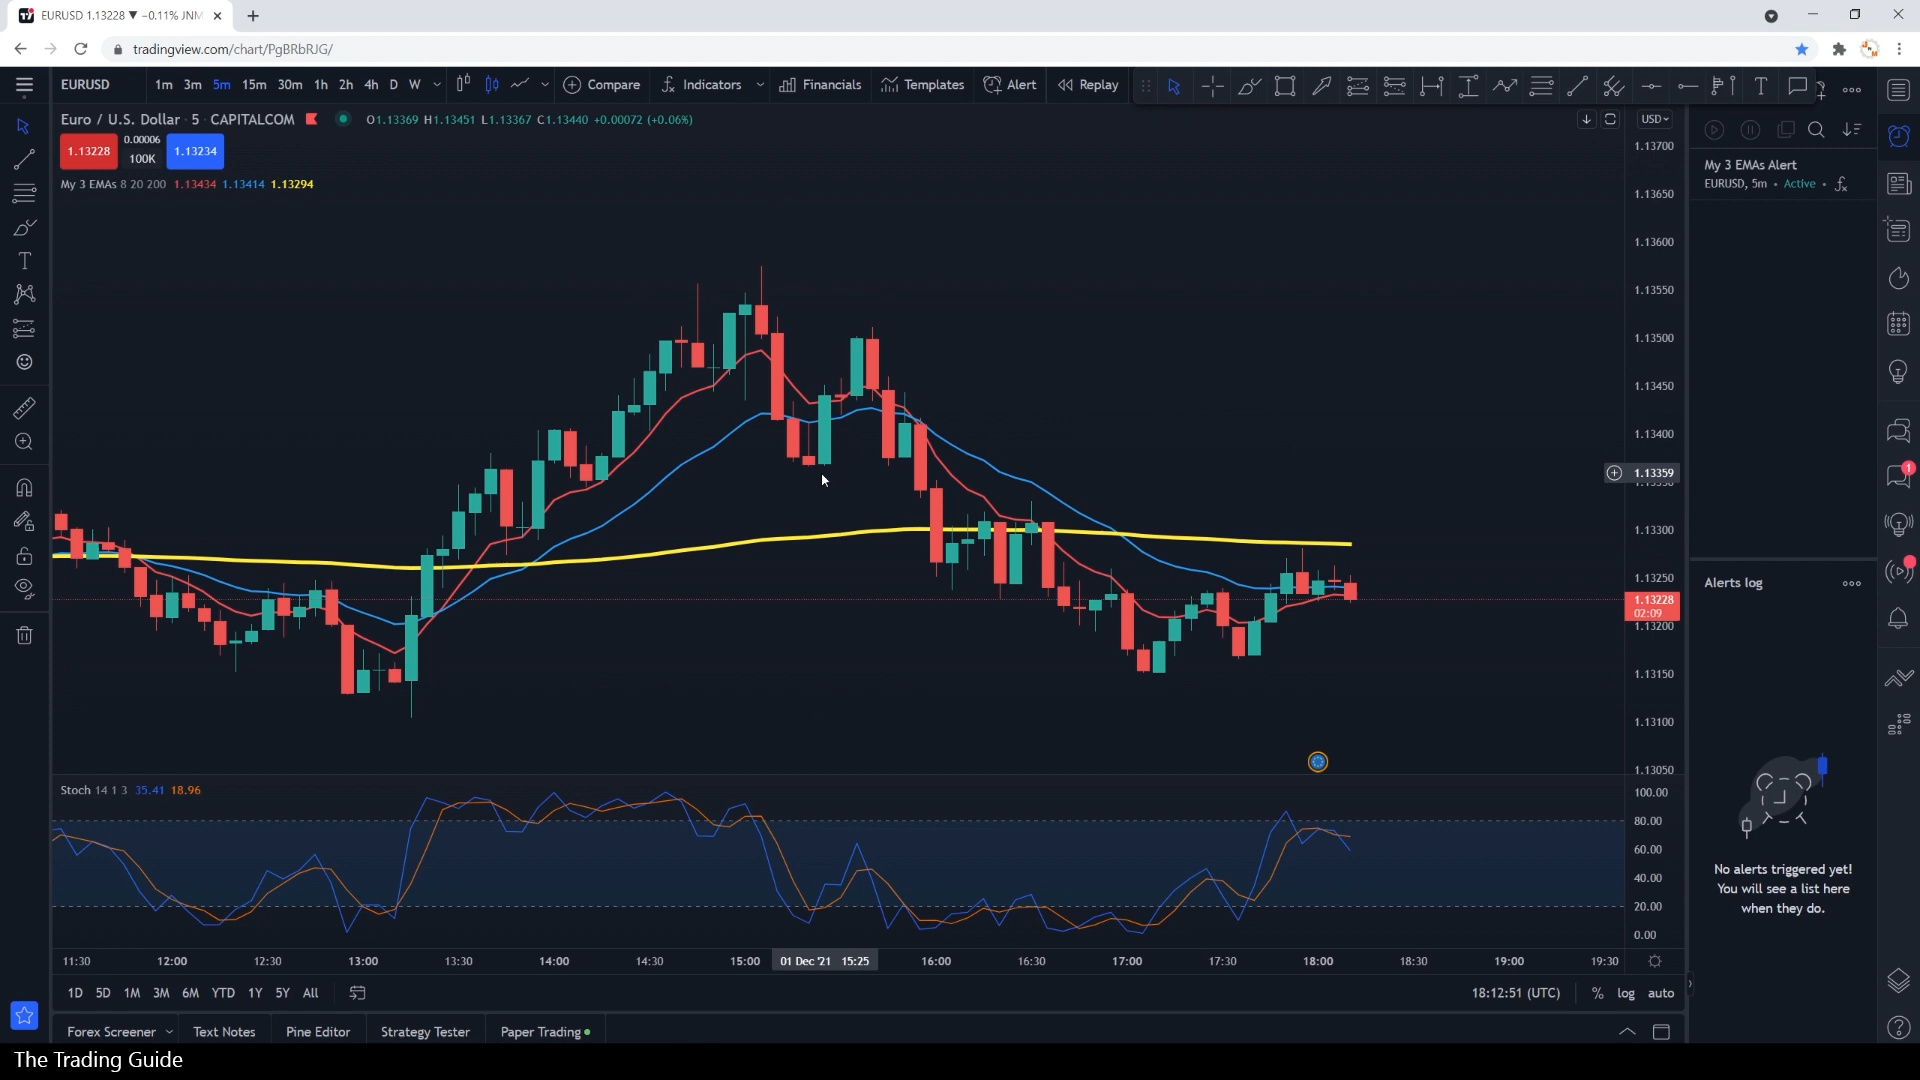 EURUSD 1.13228 ▼ −0.11% JNM
tradingview.com/chart/PgBRbRJG/
EURUSD 1m 3m 5m 15m 30m 1h 2h 4h D W Compare Indicators Financials Templates Alert Replay
Euro / U.S. Dollar · 5 · CAPITALCOM O1.13369 H1.13451 L1.13367 C1.13440 +0.00072 (+0.06%)
USD
1.13228 0.00006 100K 1.13234
My 3 EMAs 8 20 200 1.13434 1.13414 1.13294
1.13700
1.13650
1.13600
1.13550
1.13500
1.13450
1.13400
1.13359
1.13350
1.13300
1.13250
1.13228
02:09
1.13200
1.13150
1.13100
1.13050
My 3 EMAs Alert
EURUSD, 5m • Active •
Alerts log
No alerts triggered yet!
You will see a list here
when they do.
1
Stoch 14 1 3 35.41 18.96
100.00
80.00
60.00
40.00
20.00
0.00
11:30 12:00 12:30 13:00 13:30 14:00 14:30 15:00 01 Dec '21 15:25 16:00 16:30 17:00 17:30 18:00 18:30 19:00 19:30
1D 5D 1M 3M 6M YTD 1Y 5Y All 18:12:51 (UTC) % log auto
Forex Screener Text Notes Pine Editor Strategy Tester Paper Trading
The Trading Guide